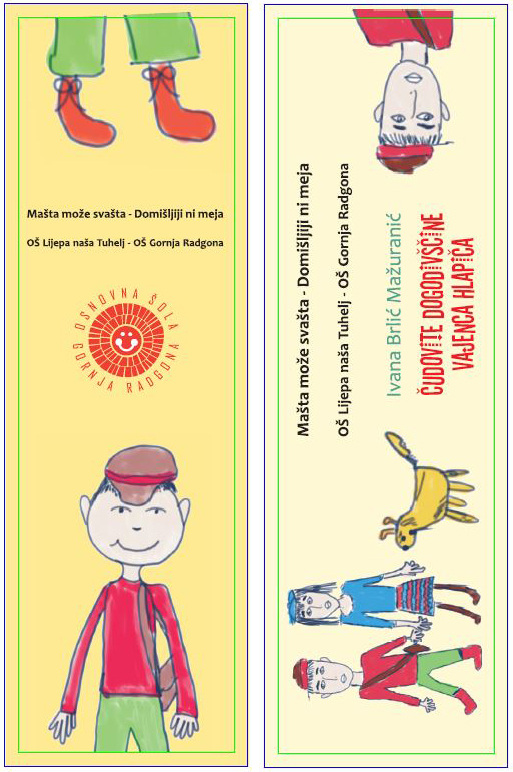 Mašta može svašta - Domišljiji ni meja
OŠ Lijepa naša Tuhelj - OŠ Gornja Radgona
OSNOVNA ŠOLA
GORNJA RADGONA
Mašta može svašta - Domišljiji ni meja
OŠ Lijepa naša Tuhelj - OŠ Gornja Radgona
Ivana Brlić Mažuranić
ČUDOVITE DOGODIVŠČINE
VAJENCA HLAPIČA